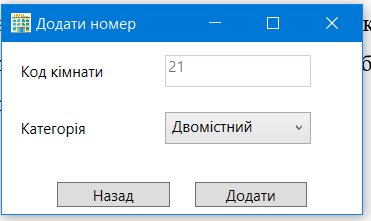 Додати номер
Код кімнати 21
Категорія Двомістний
Назад Додати